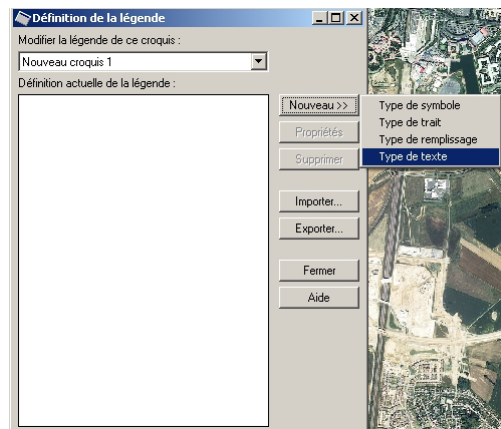 Définition de la légende
Modifier la légende de ce croquis :
Nouveau croquis 1
Définition actuelle de la légende :
Nouveau >>
Propriétés
Supprimer
Importer...
Exporter...
Fermer
Aide
Type de symbole
Type de trait
Type de remplissage
Type de texte